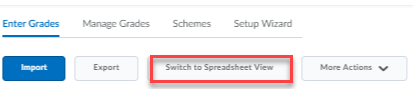 Enter Grades Manage Grades Schemes Setup Wizard
Import Export Switch to Spreadsheet View More Actions